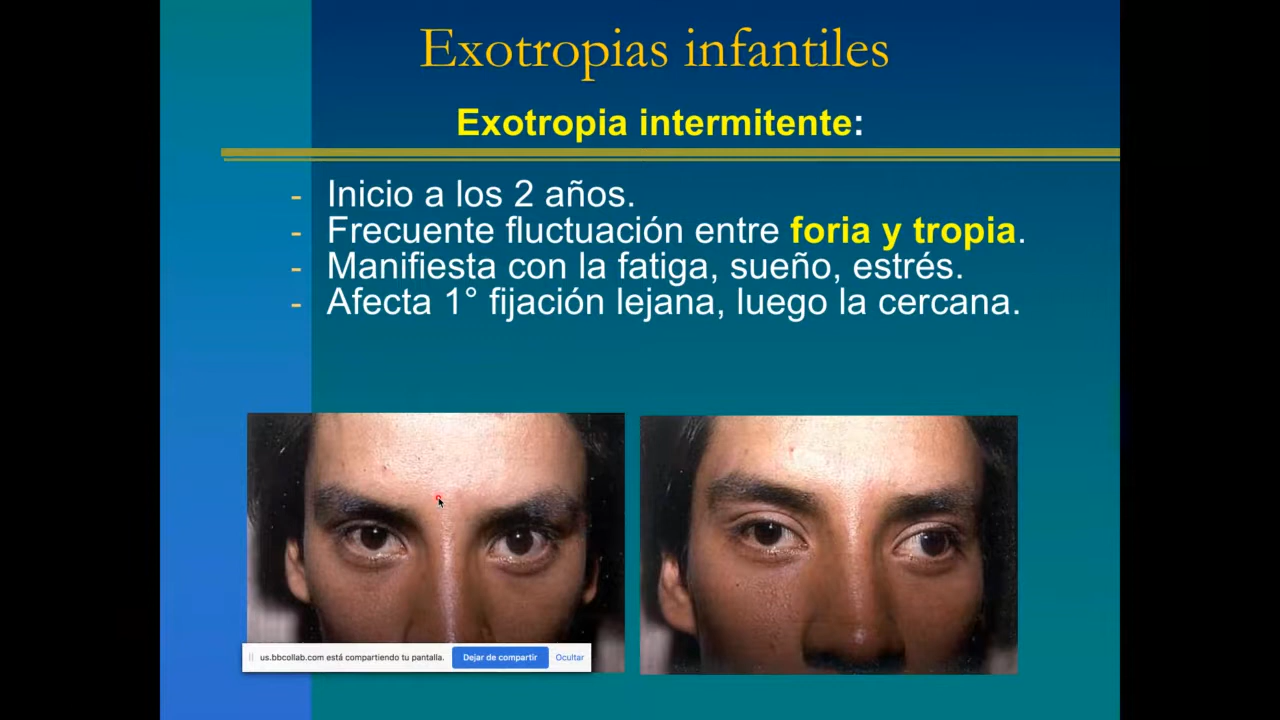 Exotropias infantiles
Exotropia intermitente:
- Inicio a los 2 años.
- Frecuente fluctuación entre foria y tropia.
- Manifiesta con la fatiga, sueño, estrés.
- Afecta 1° fijación lejana, luego la cercana.
us.bbcollab.com está compartiendo tu pantalla. Dejar de compartir Ocultar